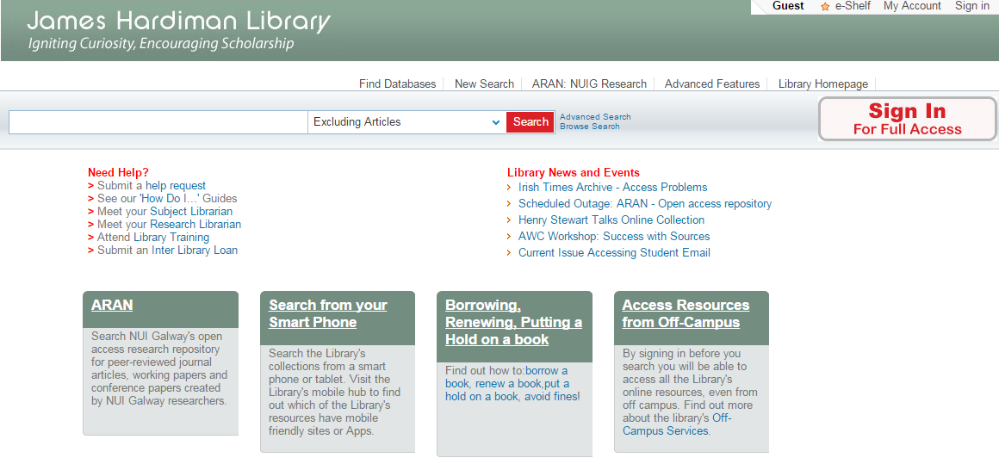 James Hardiman Library
Igniting Curiosity, Encouraging Scholarship
Guest e-Shelf My Account Sign in
Find Databases New Search ARAN: NUIG Research Advanced Features Library Homepage
Excluding Articles Search
Advanced Search
Browse Search
Sign In
For Full Access
Need Help?
> Submit a help request
> See our 'How Do I...' Guides
> Meet your Subject Librarian
> Meet your Research Librarian
> Attend Library Training
> Submit an Inter Library Loan
Library News and Events
Irish Times Archive - Access Problems
Scheduled Outage: ARAN - Open access repository
Henry Stewart Talks Online Collection
AWC Workshop: Success with Sources
Current Issue Accessing Student Email
ARAN
Search NUI Galway's open
access research repository
for peer-reviewed journal
articles, working papers and
conference papers created
by NUI Galway researchers.
Search from your
Smart Phone
Search the Library's
collections from a smart
phone or tablet. Visit the
Library's mobile hub to find
out which of the Library's
resources have mobile
friendly sites or Apps.
Borrowing,
Renewing, Putting a
Hold on a book
Find out how to:borrow a
book, renew a book,put a
hold on a book, avoid fines!
Access Resources
from Off-Campus
By signing in before you
search you will be able to
access all the Library's
online resources, even from
off campus. Find out more
about the library's Off-
Campus Services.